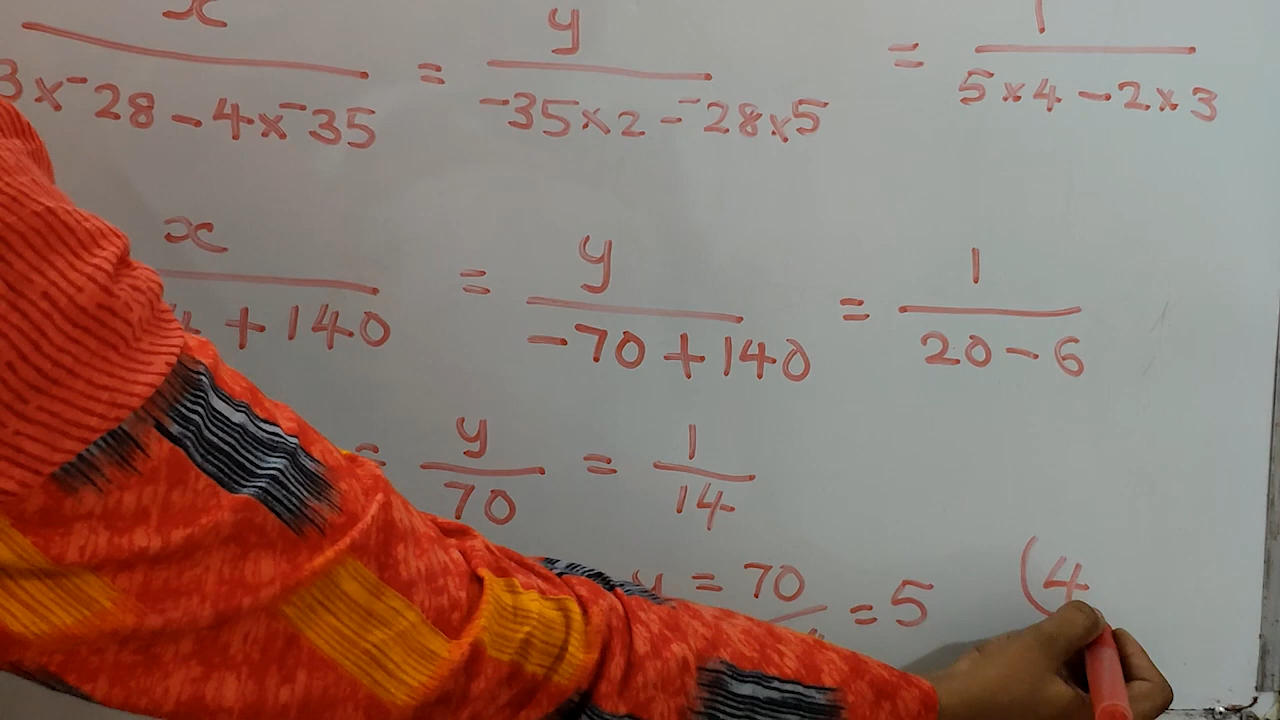 x y 1
= =
3x⁻28 - 4x⁻35 ⁻35x2 - ⁻28x5 5x4 - 2x3
x y 1
= =
4 + 140 -70 + 140 20 - 6
= y = 1
70 14
y = 70 = 5 (4